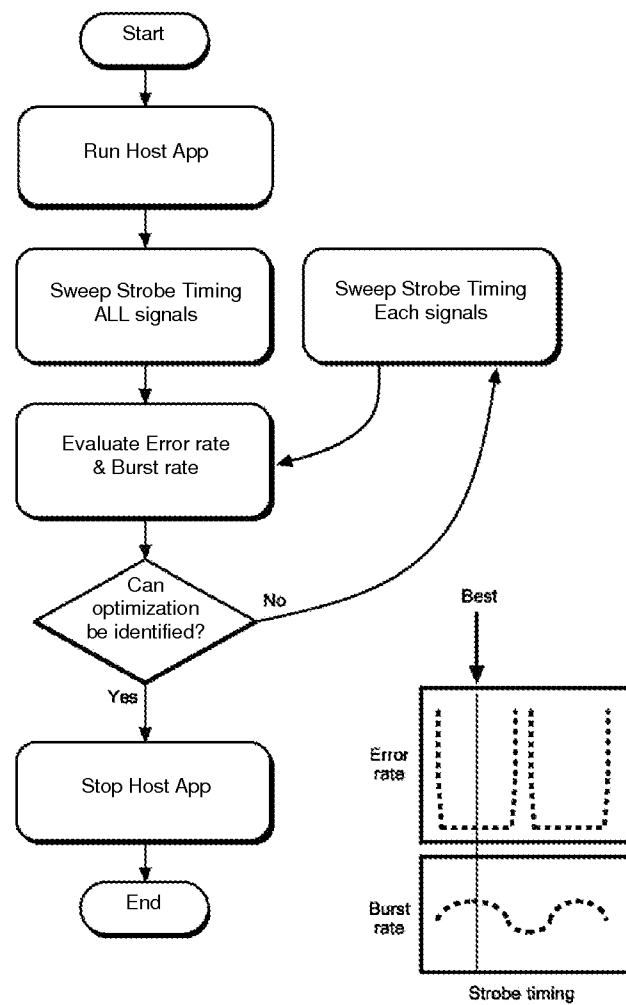 Start
Run Host App
Sweep Strobe Timing
ALL signals
Sweep Strobe Timing
Each signals
Evaluate Error rate
& Burst rate
Can
optimization
be identified?
No
Yes
Stop Host App
End
Best
Error
rate
Burst
rate
Strobe timing